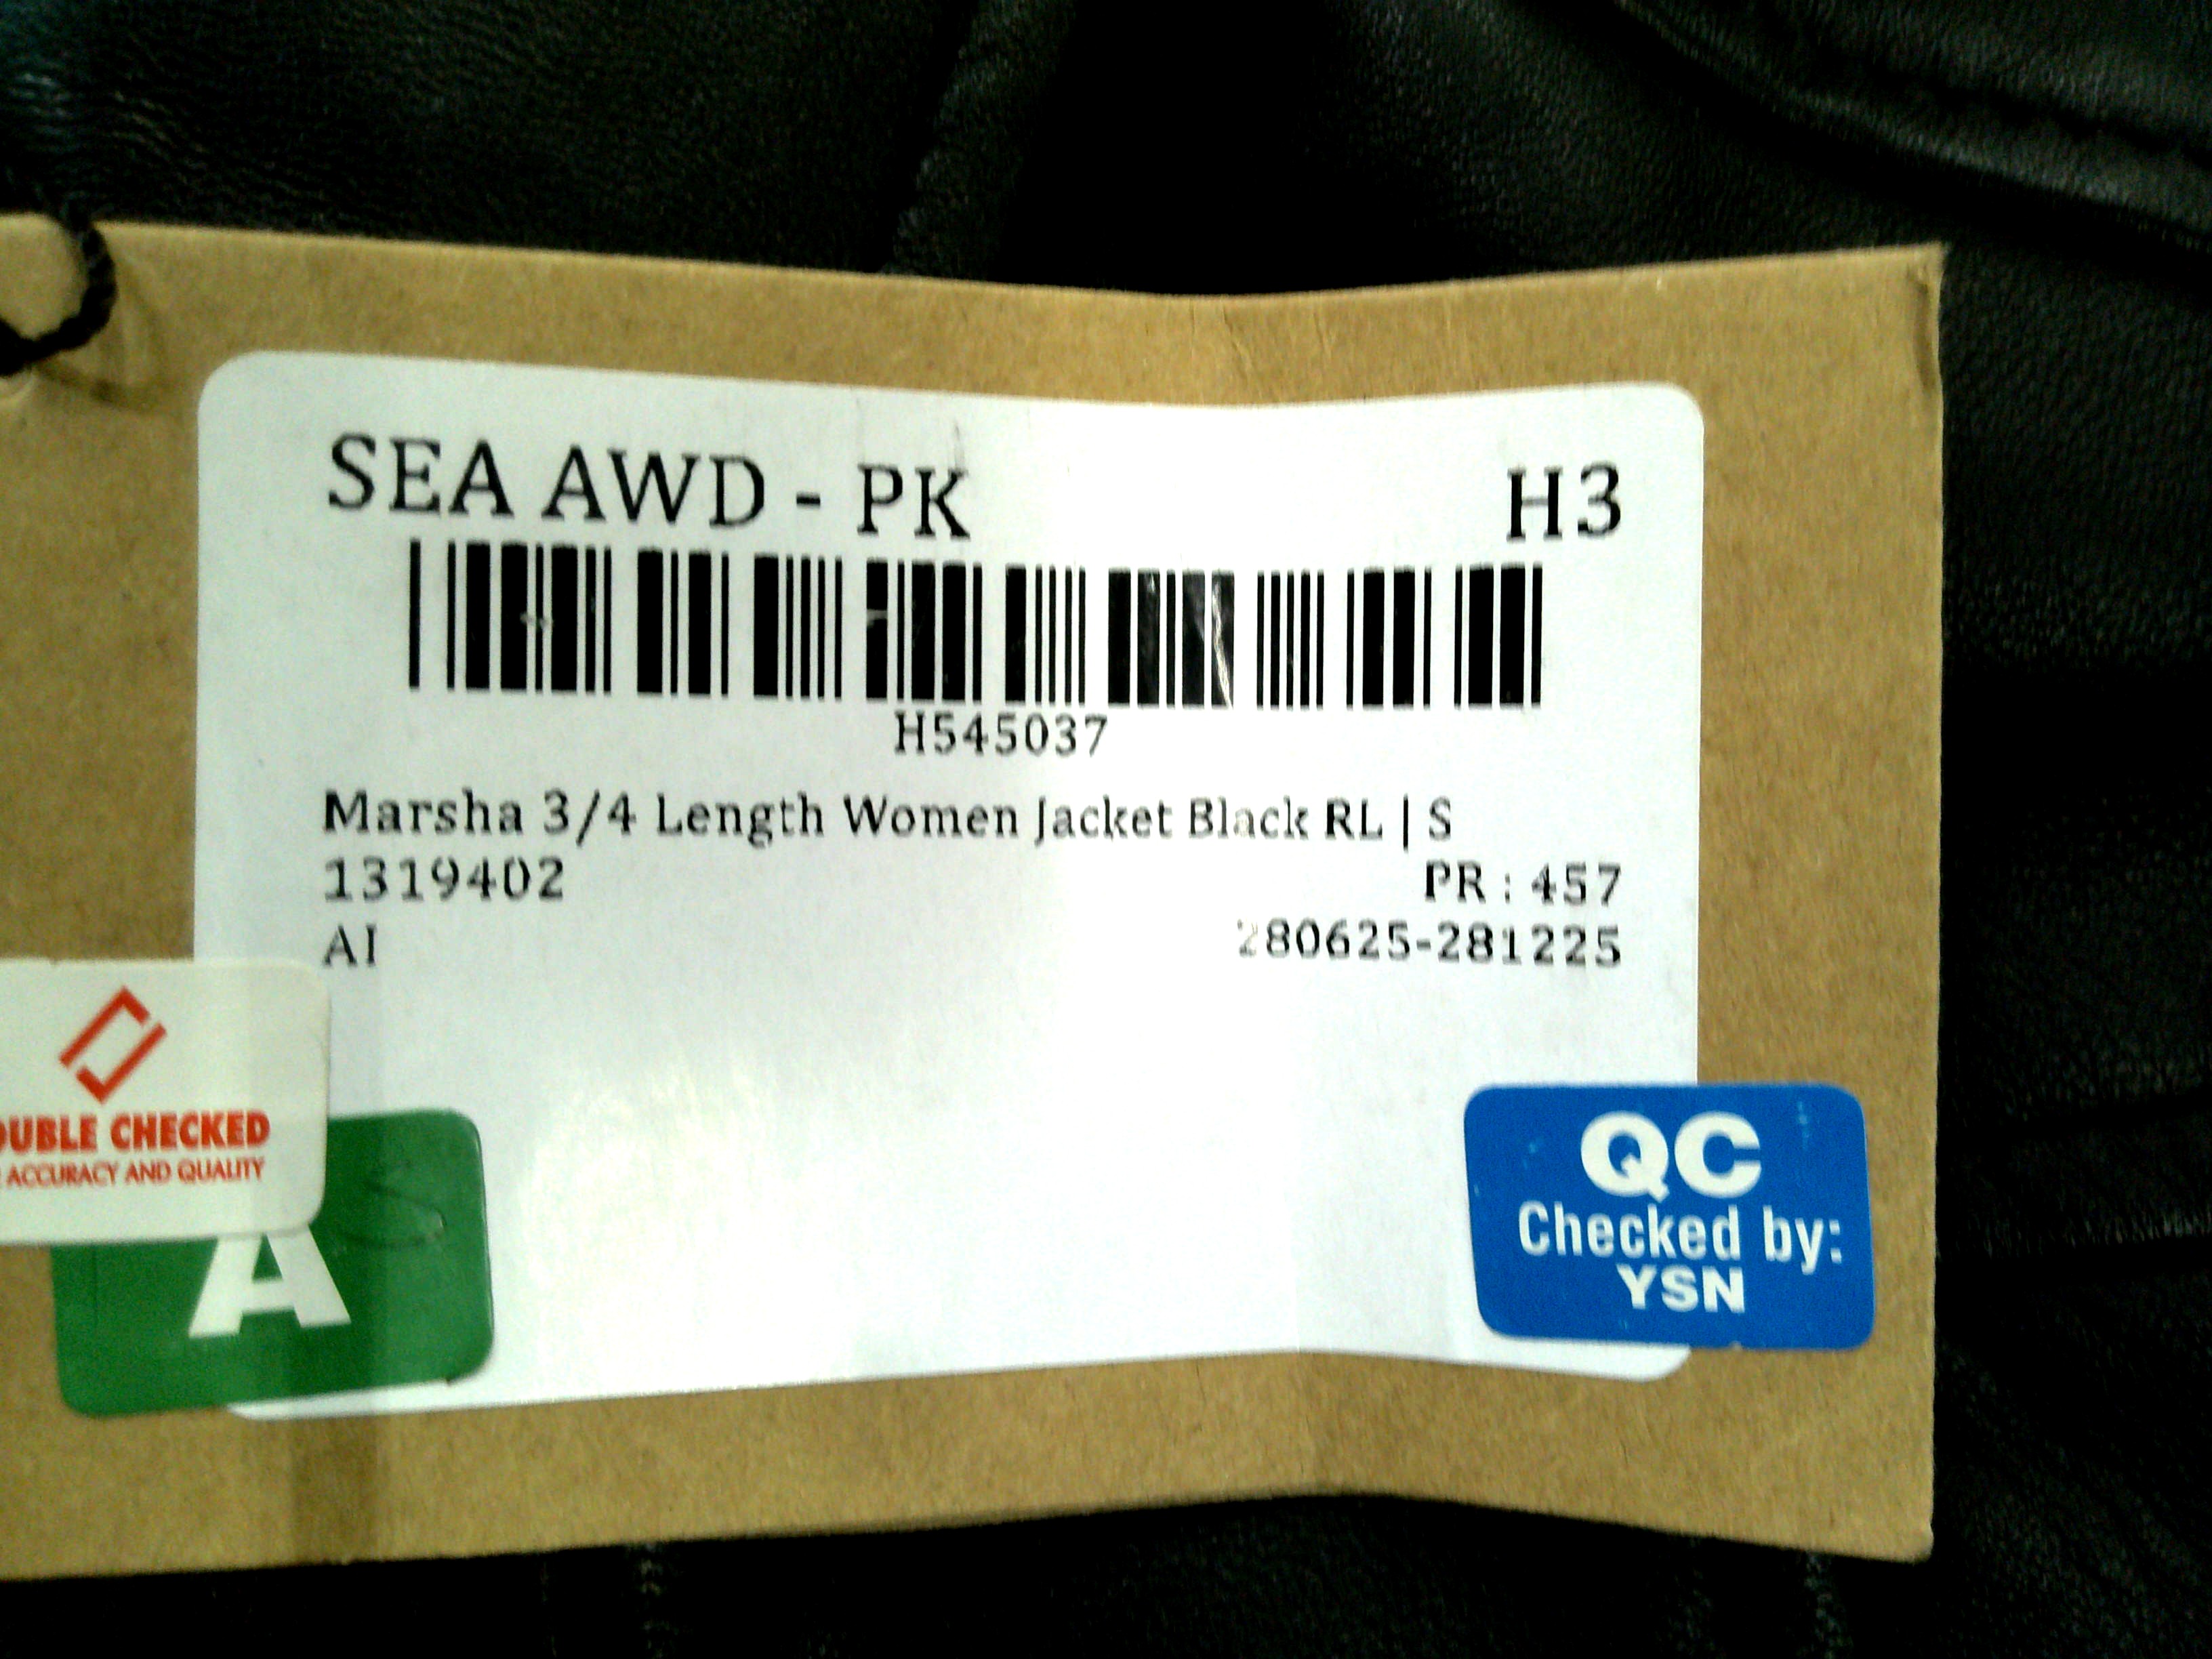 SEA AWD - PK H3
H545037
Marsha 3/4 Length Women Jacket Black RL | S
1319402 PR : 457
AI 280625-281225
OUBLE CHECKED
ACCURACY AND QUALITY
A
QC
Checked by:
YSN